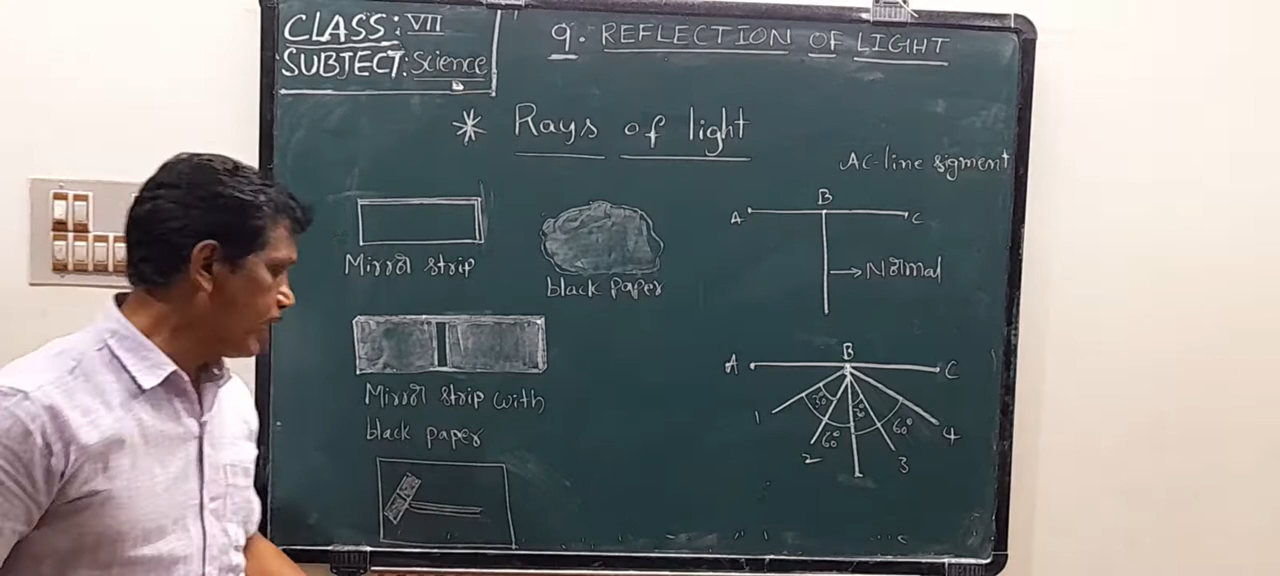 CLASS: VII
SUBJECT: Science
9. REFLECTION OF LIGHT
* Rays of light
AC-line sigment
B
A C
Mirror strip
black paper
→ Normal
Mirror strip with
black paper
B
A C
1 30° 30° 60° 4
2 60° 3